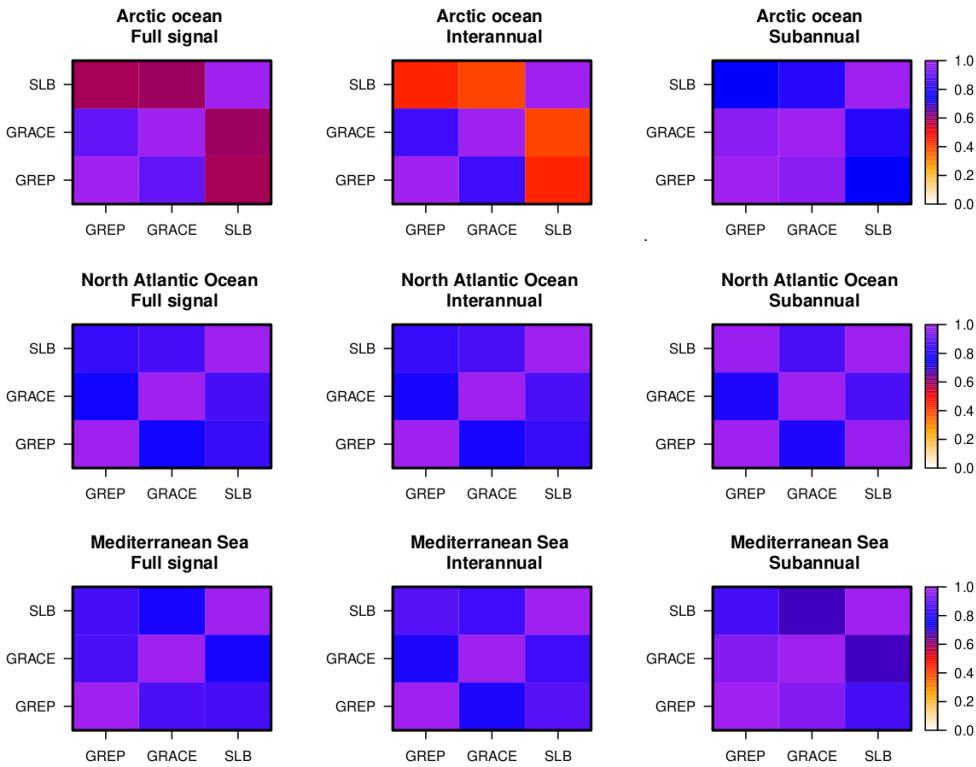 Arctic ocean
Full signal
Arctic ocean
Interannual
Arctic ocean
Subannual
SLB
GRACE
GREP
GREP GRACE SLB
SLB
GRACE
GREP
GREP GRACE SLB
SLB
GRACE
GREP
GREP GRACE SLB
1.0
0.8
0.6
0.4
0.2
0.0
North Atlantic Ocean
Full signal
North Atlantic Ocean
Interannual
North Atlantic Ocean
Subannual
SLB
GRACE
GREP
GREP GRACE SLB
SLB
GRACE
GREP
GREP GRACE SLB
SLB
GRACE
GREP
GREP GRACE SLB
1.0
0.8
0.6
0.4
0.2
0.0
Mediterranean Sea
Full signal
Mediterranean Sea
Interannual
Mediterranean Sea
Subannual
SLB
GRACE
GREP
GREP GRACE SLB
SLB
GRACE
GREP
GREP GRACE SLB
SLB
GRACE
GREP
GREP GRACE SLB
1.0
0.8
0.6
0.4
0.2
0.0